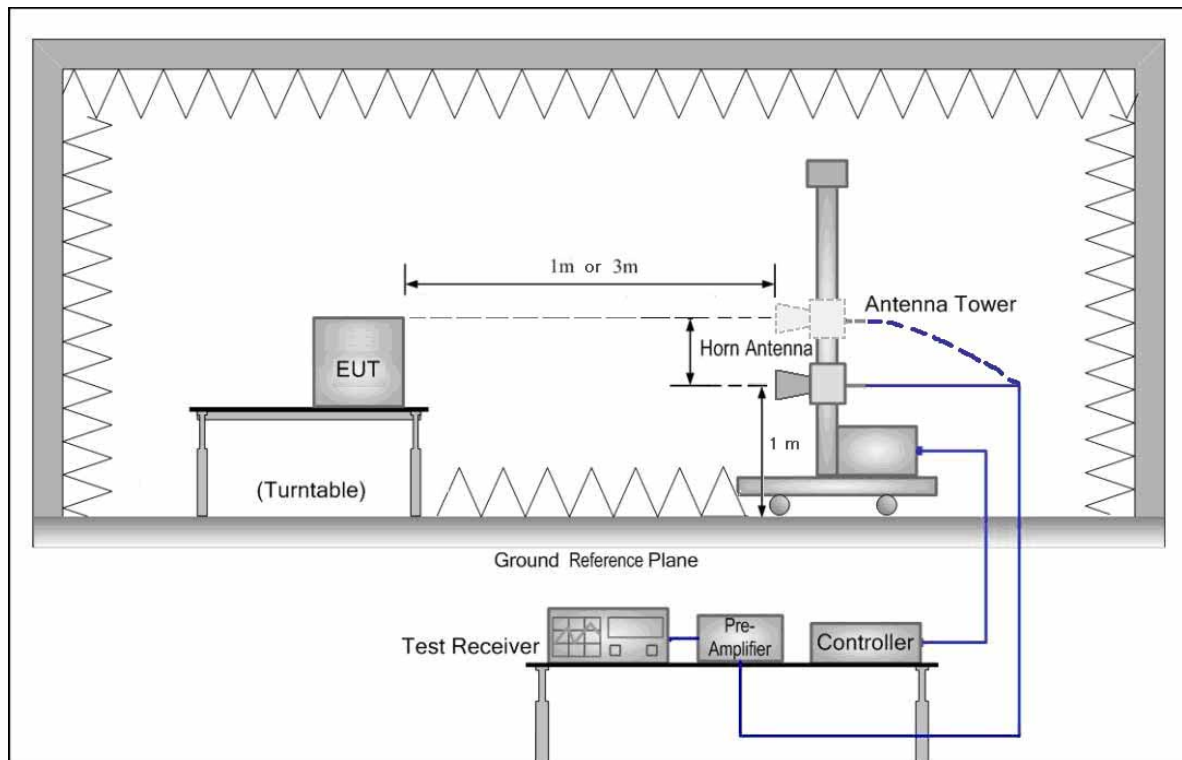 1m or 3m
Antenna Tower
Horn Antenna
EUT
1 m
(Turntable)
Ground Reference Plane
Test Receiver
Pre-
Amplifier
Controller